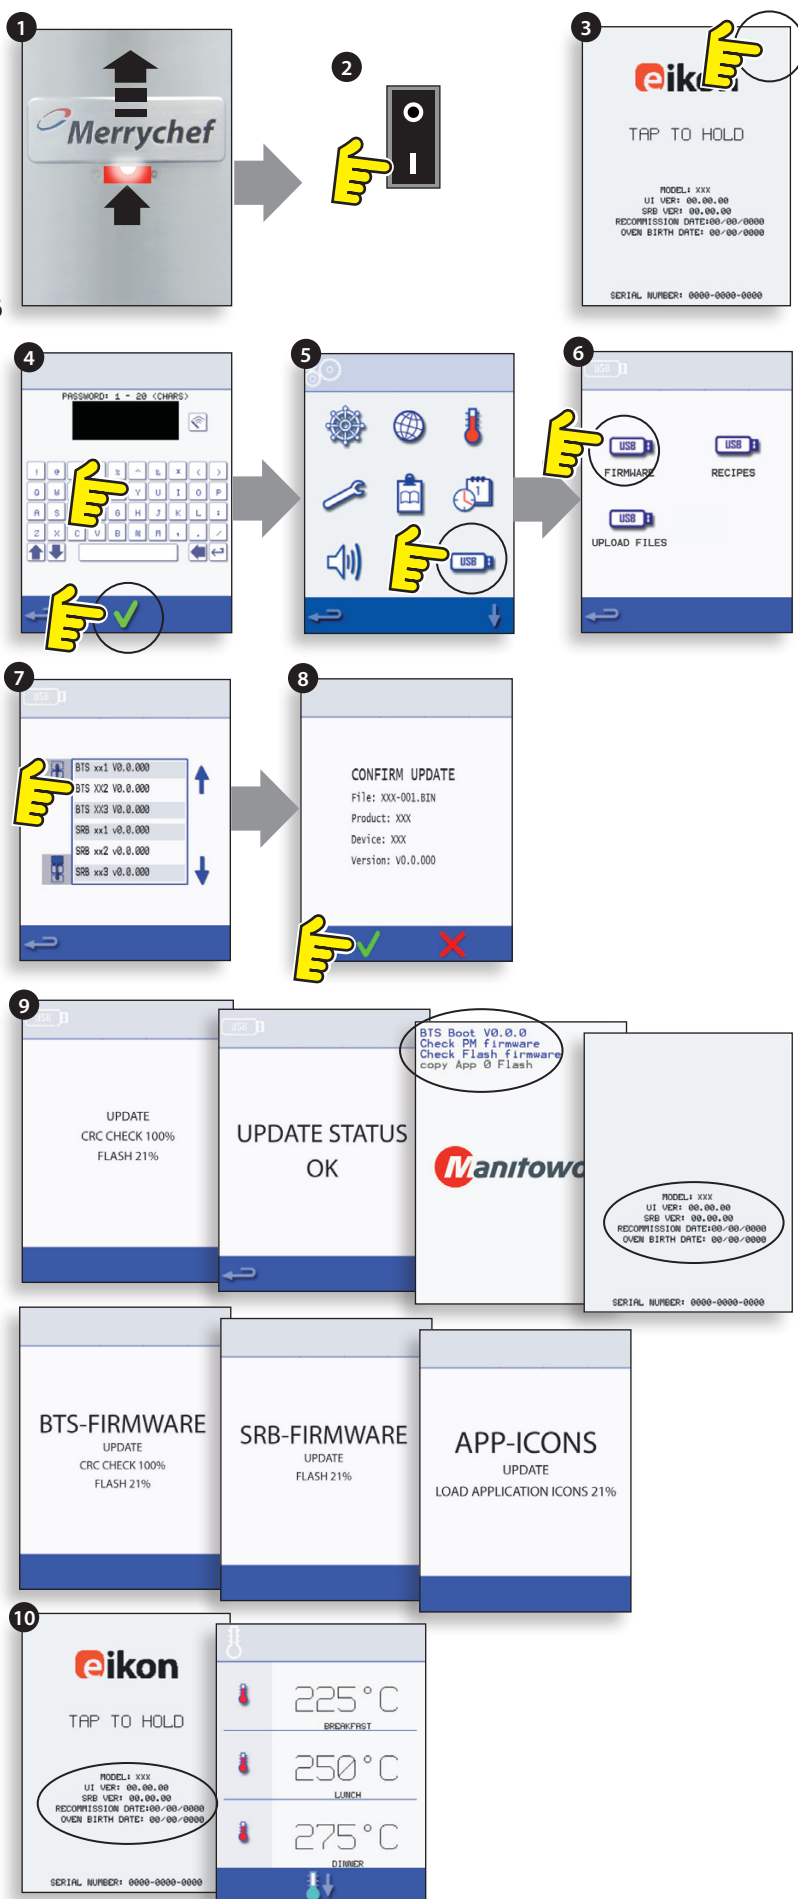 1
Merrychef
2
3
eikon
TAP TO HOLD
MODEL: XXX
UI VER: 00.00.00
SRB VER: 00.00.00
RECOMMISSION DATE:00/00/0000
OVEN BIRTH DATE: 00/00/0000
SERIAL NUMBER: 0000-0000-0000
4
PASSWORD: 1 - 20 (CHARS)
! @ % ^ & * ( )
Q W Y U I O P
A S G H J K L :
Z X C V B N M , . /
5
1
USB
6
USB
USB
USB
FIRMWARE
RECIPES
USB
UPLOAD FILES
7
USB
BTS xx1 V0.0.000
BTS XX2 V0.0.000
BTS XX3 V0.0.000
SRB xx1 v0.0.000
SRB xx2 v0.0.000
SRB xx3 v0.0.000
8
CONFIRM UPDATE
File: XXX-001.BIN
Product: XXX
Device: XXX
Version: V0.0.000
9
USB
UPDATE
CRC CHECK 100%
FLASH 21%
USB
UPDATE STATUS
OK
BTS Boot V0.0.0
Check PM firmware
Check Flash firmware
copy App 0 Flash
Manitowo
MODEL: XXX
UI VER: 00.00.00
SRB VER: 00.00.00
RECOMMISSION DATE:00/00/0000
OVEN BIRTH DATE: 00/00/0000
SERIAL NUMBER: 0000-0000-0000
BTS-FIRMWARE
UPDATE
CRC CHECK 100%
FLASH 21%
SRB-FIRMWARE
UPDATE
FLASH 21%
APP-ICONS
UPDATE
LOAD APPLICATION ICONS 21%
10
eikon
TAP TO HOLD
MODEL: XXX
UI VER: 00.00.00
SRB VER: 00.00.00
RECOMMISSION DATE:00/00/0000
OVEN BIRTH DATE: 00/00/0000
SERIAL NUMBER: 0000-0000-0000
225°C
BREAKFAST
250°C
LUNCH
275°C
DINNER